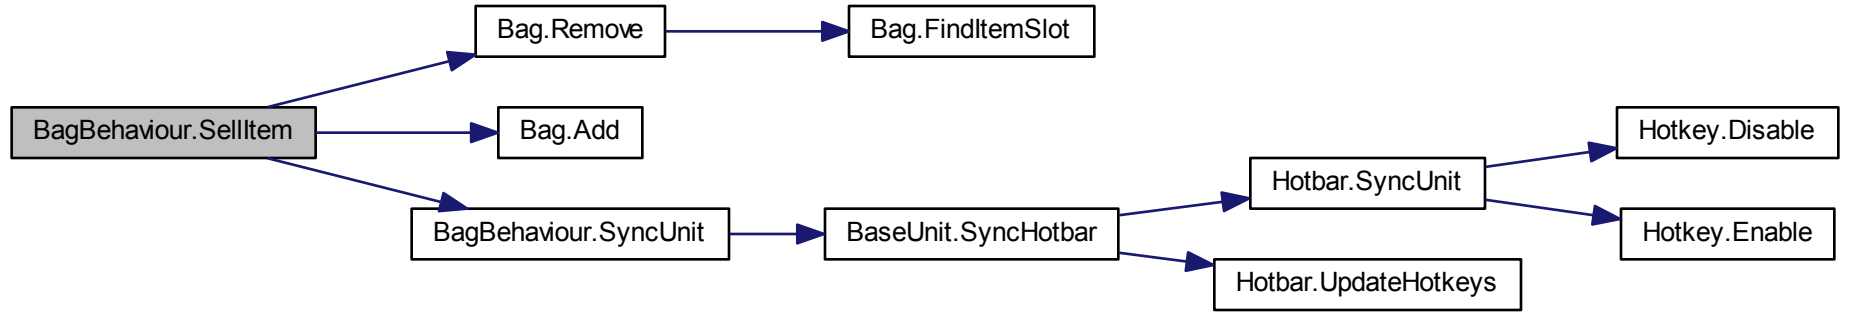 Bag.Remove
Bag.FindItemSlot
BagBehaviour.SellItem
Bag.Add
Hotkey.Disable
Hotbar.SyncUnit
BagBehaviour.SyncUnit
BaseUnit.SyncHotbar
Hotkey.Enable
Hotbar.UpdateHotkeys